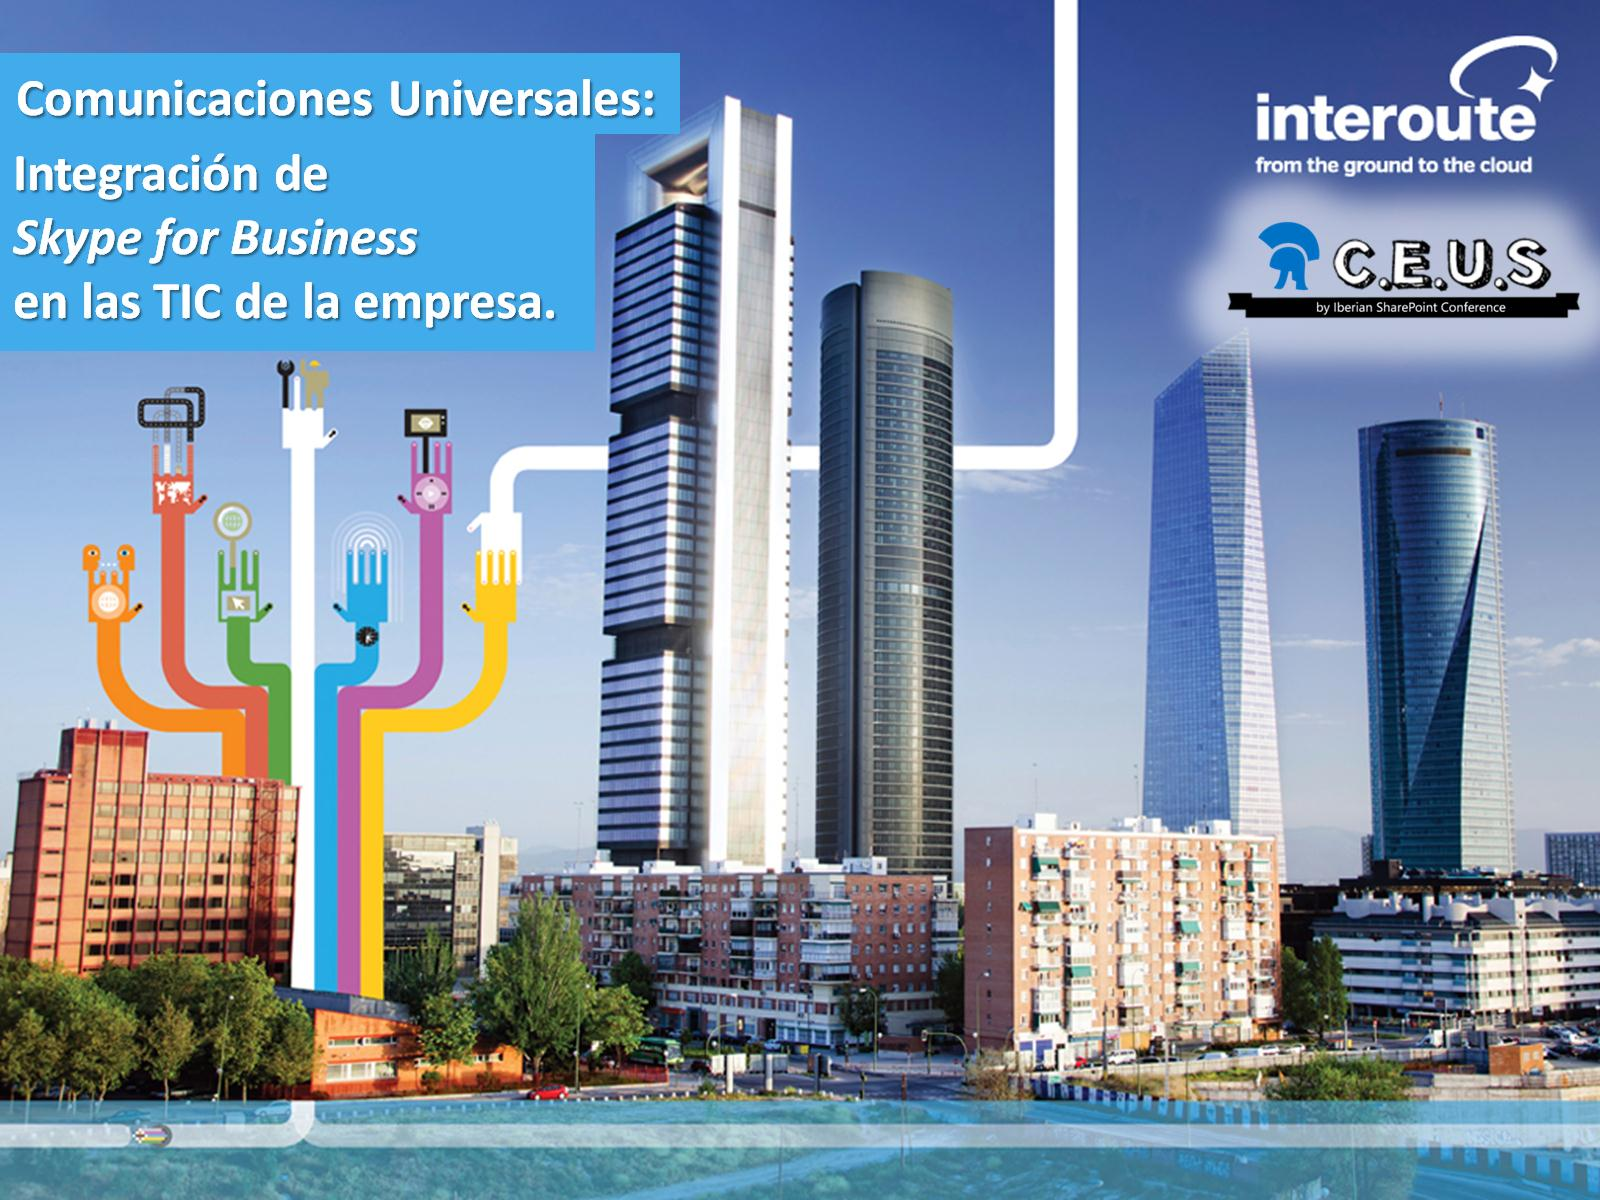 Comunicaciones Universales:
Integración de
Skype for Business
en las TIC de la empresa.
interoute
from the ground to the cloud
C.E.U.S
by Iberian SharePoint Conference